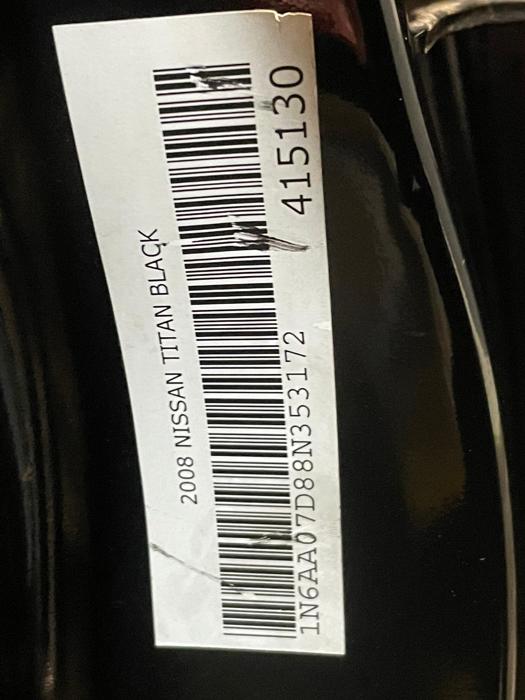 2008 NISSAN TITAN BLACK
1N6AA07D88N353172 415130